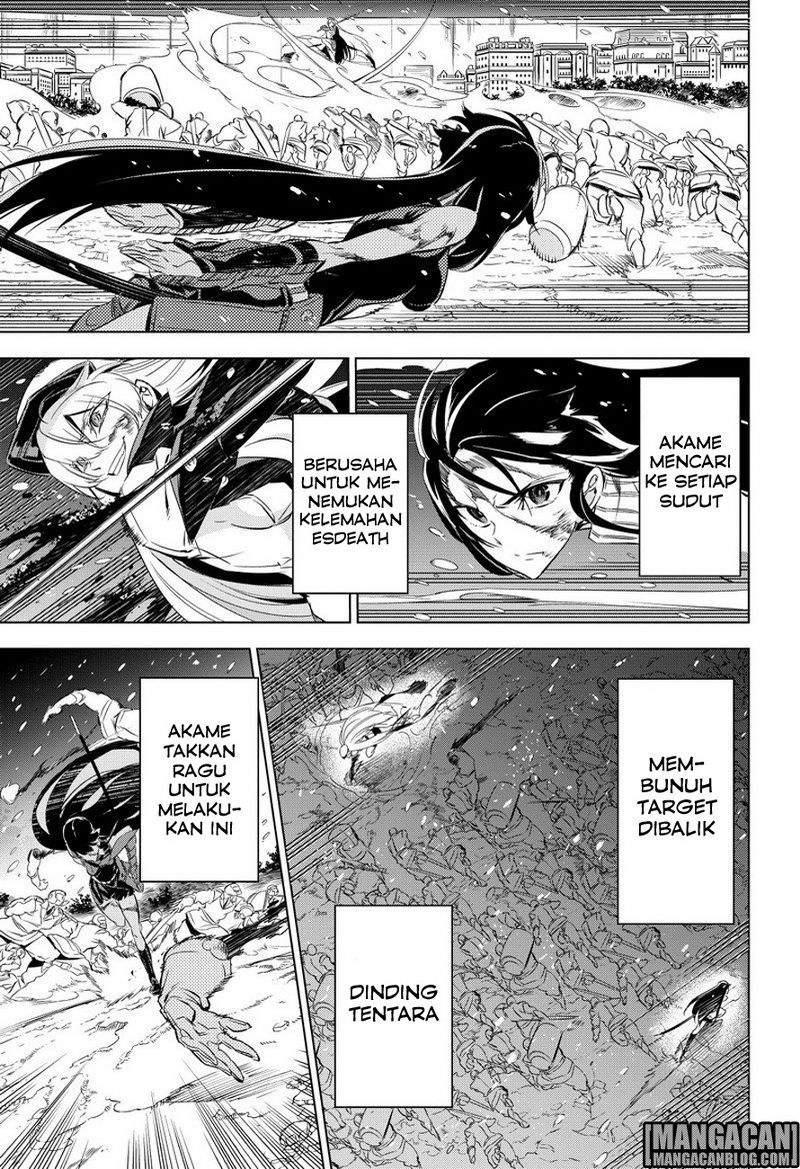 AKAME
MENCARI
KE SETIAP
SUDUT
BERUSAHA
UNTUK ME-
NEMUKAN
KELEMAHAN
ESDEATH
MEM-
BUNUH
TARGET
DIBALIK
DINDING
TENTARA
AKAME
TAKKAN
RAGU
UNTUK
MELAKU-
KAN INI
[MANGACAN]
MANGACANBLOG.COM